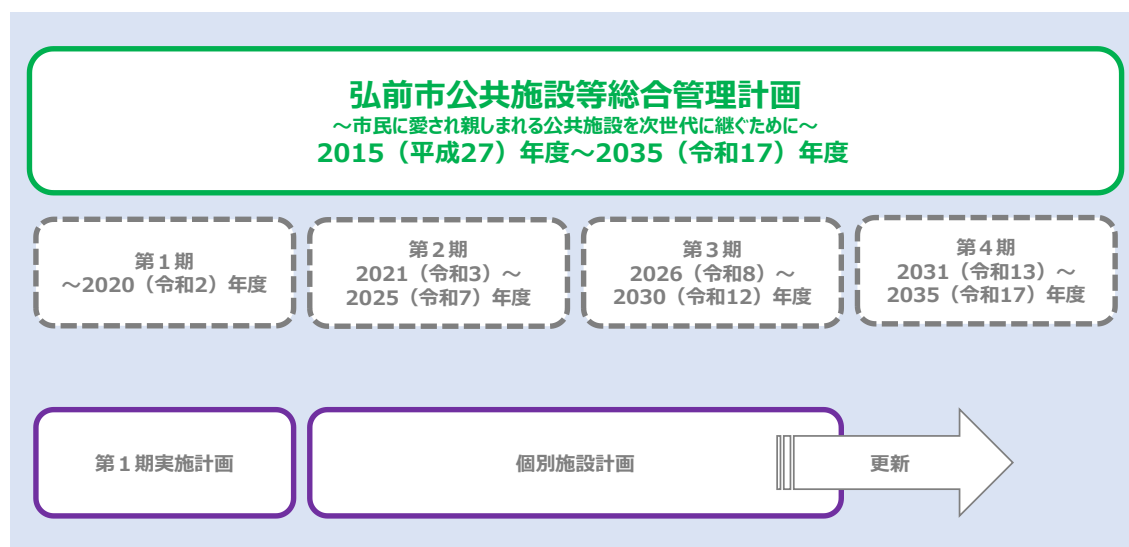 弘前市公共施設等総合管理計画
～市民に愛され親しまれる公共施設を次世代に継ぐために～
2015（平成27）年度～2035（令和17）年度
第１期
～2020（令和2）年度
第２期
2021（令和3）～
2025（令和7）年度
第３期
2026（令和8）～
2030（令和12）年度
第４期
2031（令和13）～
2035（令和17）年度
第１期実施計画
個別施設計画
更新